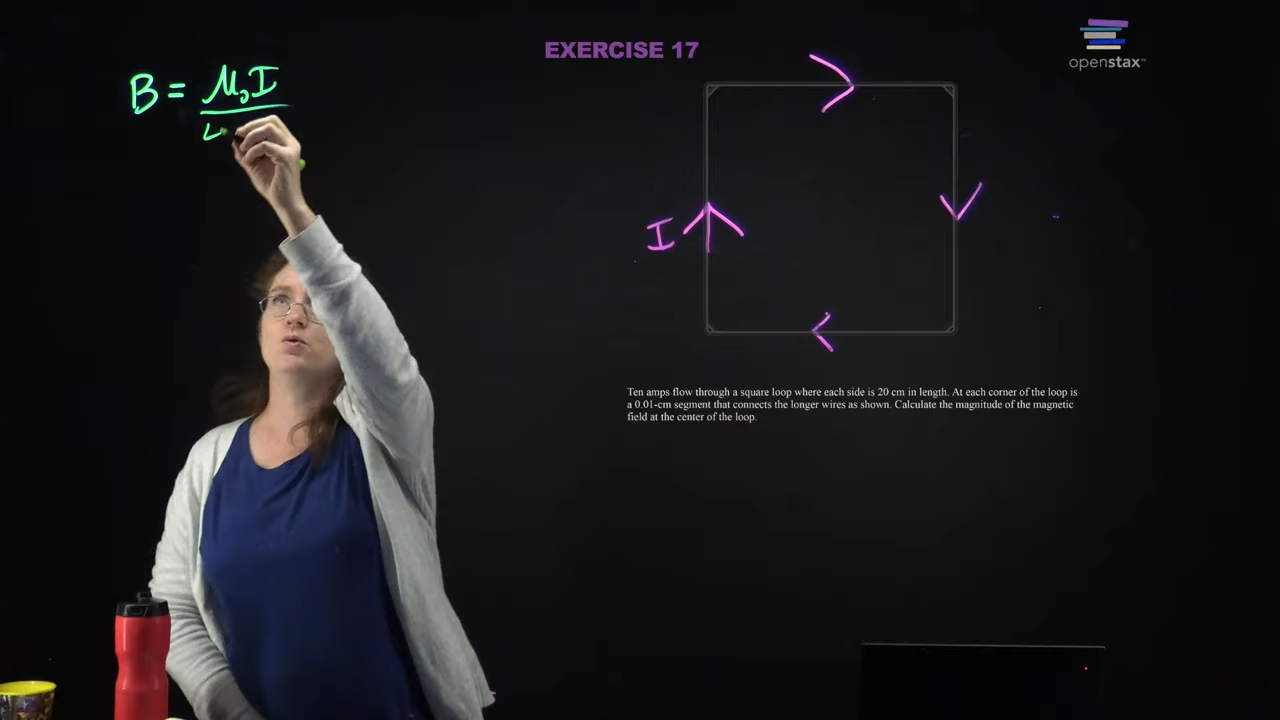 EXERCISE 17
openstax™
B = μ₀I
I
Ten amps flow through a square loop where each side is 20 cm in length. At each corner of the loop is
a 0.01-cm segment that connects the longer wires as shown. Calculate the magnitude of the magnetic
field at the center of the loop.